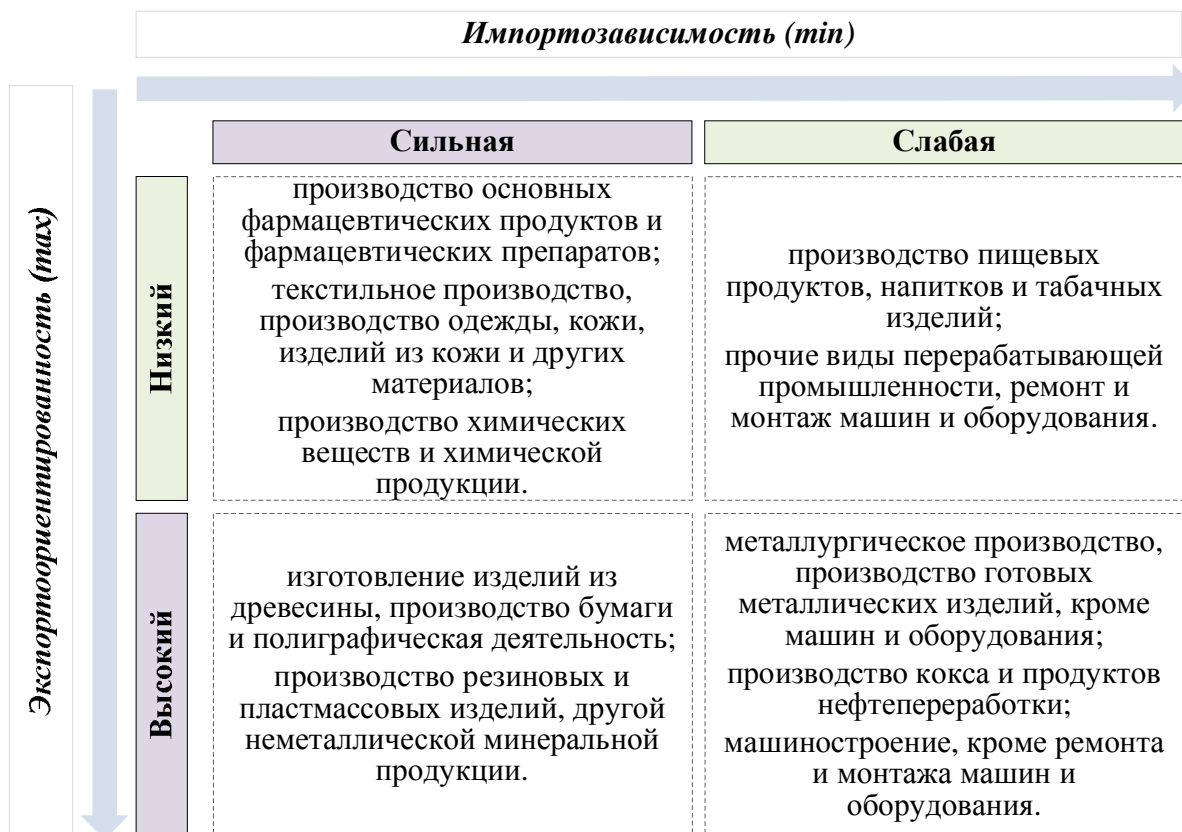 Импортозависимость (min)
Экспортоориентированность (max)
Сильная
Слабая
Низкий
производство основных
фармацевтических продуктов и
фармацевтических препаратов;
текстильное производство,
производство одежды, кожи,
изделий из кожи и других
материалов;
производство химических
веществ и химической
продукции.
производство пищевых
продуктов, напитков и табачных
изделий;
прочие виды перерабатывающей
промышленности, ремонт и
монтаж машин и оборудования.
Высокий
изготовление изделий из
древесины, производство бумаги
и полиграфическая деятельность;
производство резиновых и
пластмассовых изделий, другой
неметаллической минеральной
продукции.
металлургическое производство,
производство готовых
металлических изделий, кроме
машин и оборудования;
производство кокса и продуктов
нефтепереработки;
машиностроение, кроме ремонта
и монтажа машин и
оборудования.